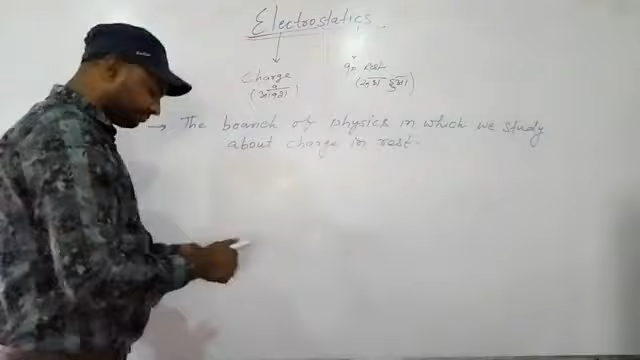 Electrostatics
Charge
In Rest
(आवेश)
(रुका हुआ)
→ The branch of physics in which we study
about charge in rest.